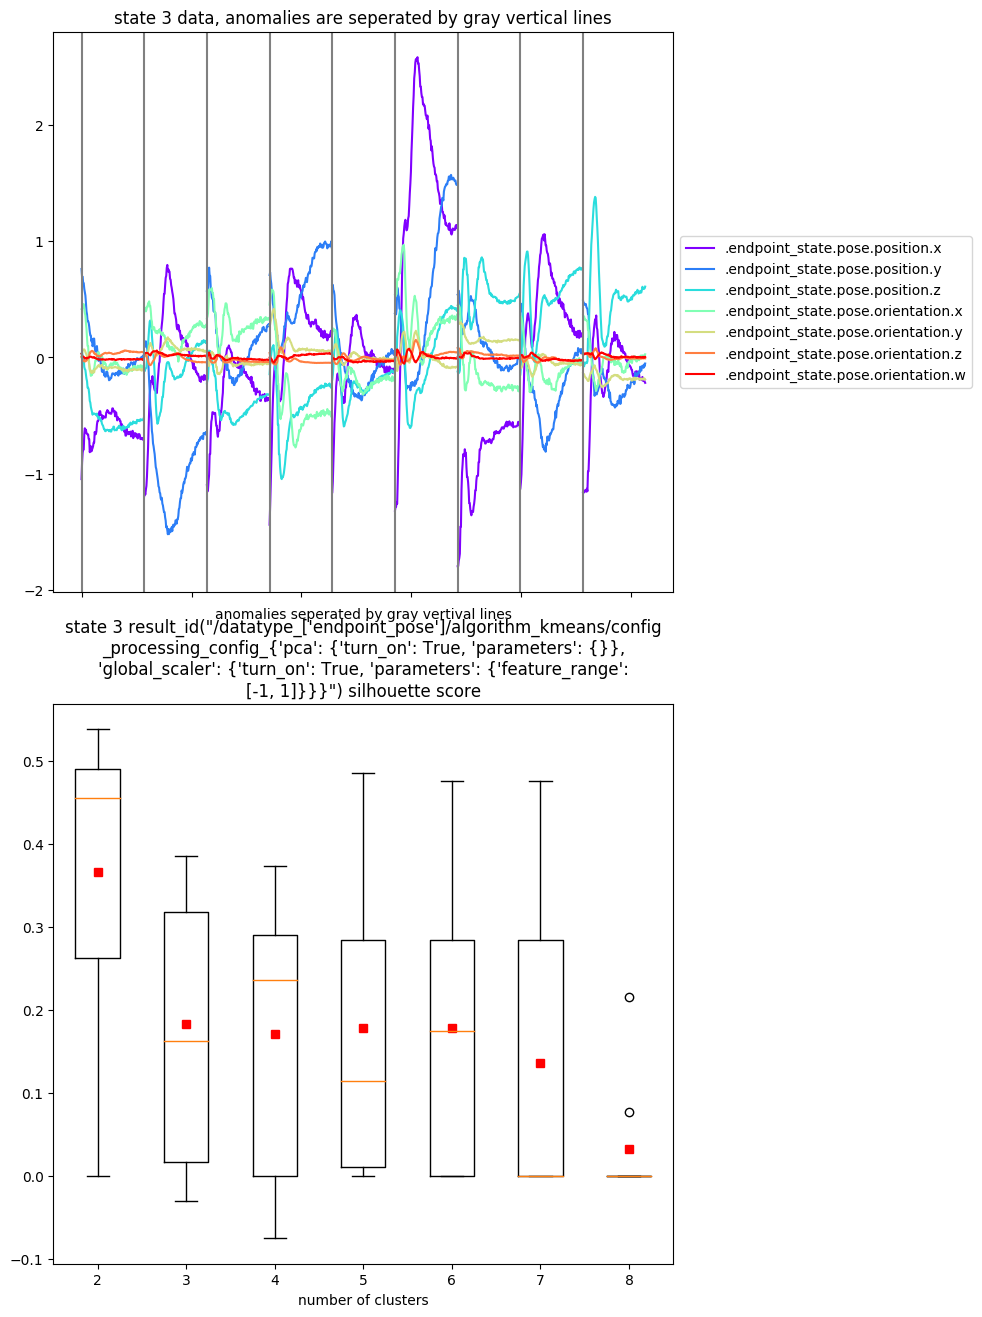 state 3 data, anomalies are seperated by gray vertical lines
2
1
0
−1
−2
.endpoint_state.pose.position.x
.endpoint_state.pose.position.y
.endpoint_state.pose.position.z
.endpoint_state.pose.orientation.x
.endpoint_state.pose.orientation.y
.endpoint_state.pose.orientation.z
.endpoint_state.pose.orientation.w
anomalies seperated by gray vertival lines
state 3 result_id("/datatype_['endpoint_pose']/algorithm_kmeans/config
_processing_config_{'pca': {'turn_on': True, 'parameters': {}},
'global_scaler': {'turn_on': True, 'parameters': {'feature_range':
[-1, 1]}}}") silhouette score
0.5
0.4
0.3
0.2
0.1
0.0
−0.1
2 3 4 5 6 7 8
number of clusters